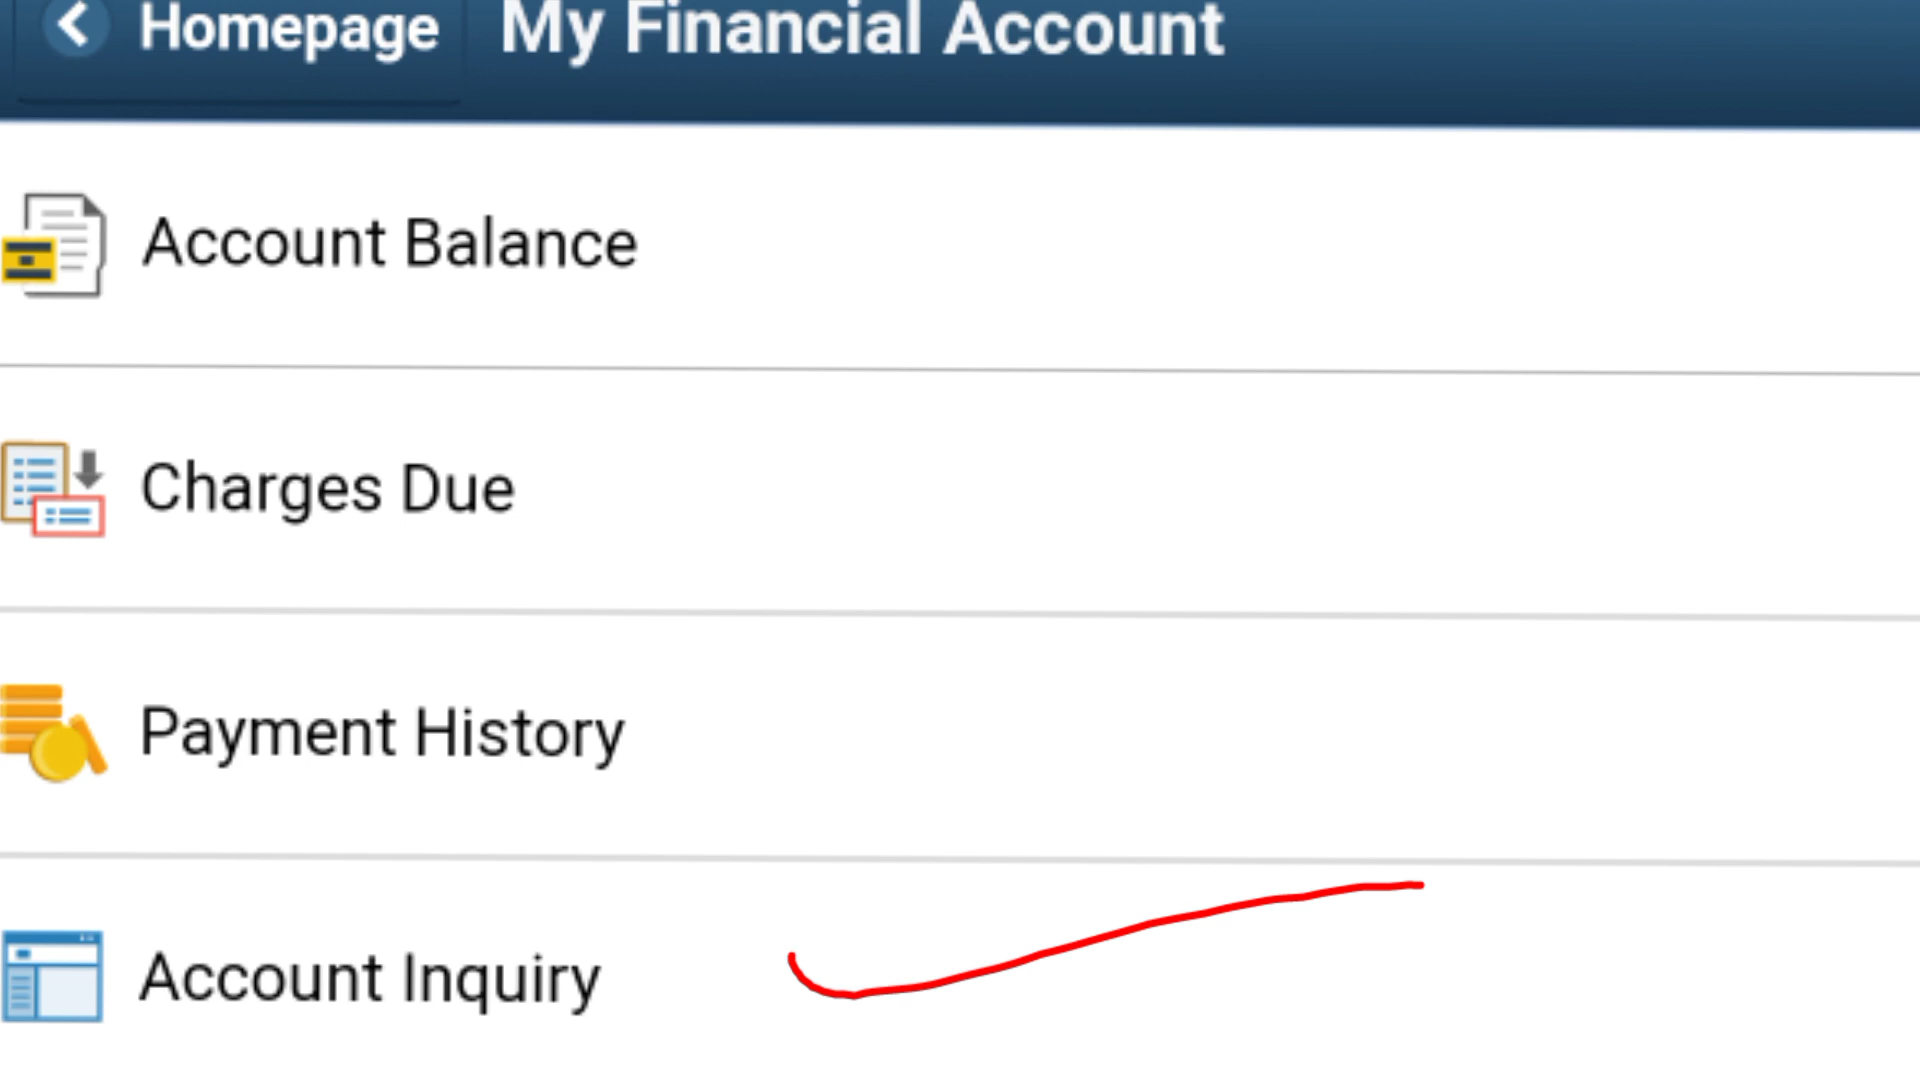 Homepage My Financial Account
Account Balance
Charges Due
Payment History
Account Inquiry